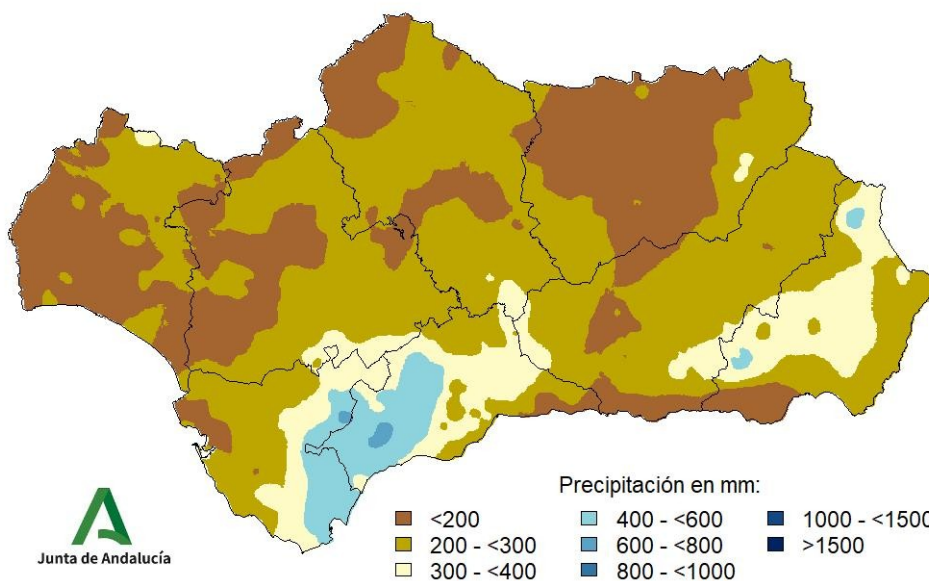 Precipitación en mm:
<200
200 - <300
300 - <400
400 - <600
600 - <800
800 - <1000
1000 - <1500
>1500
Junta de Andalucía